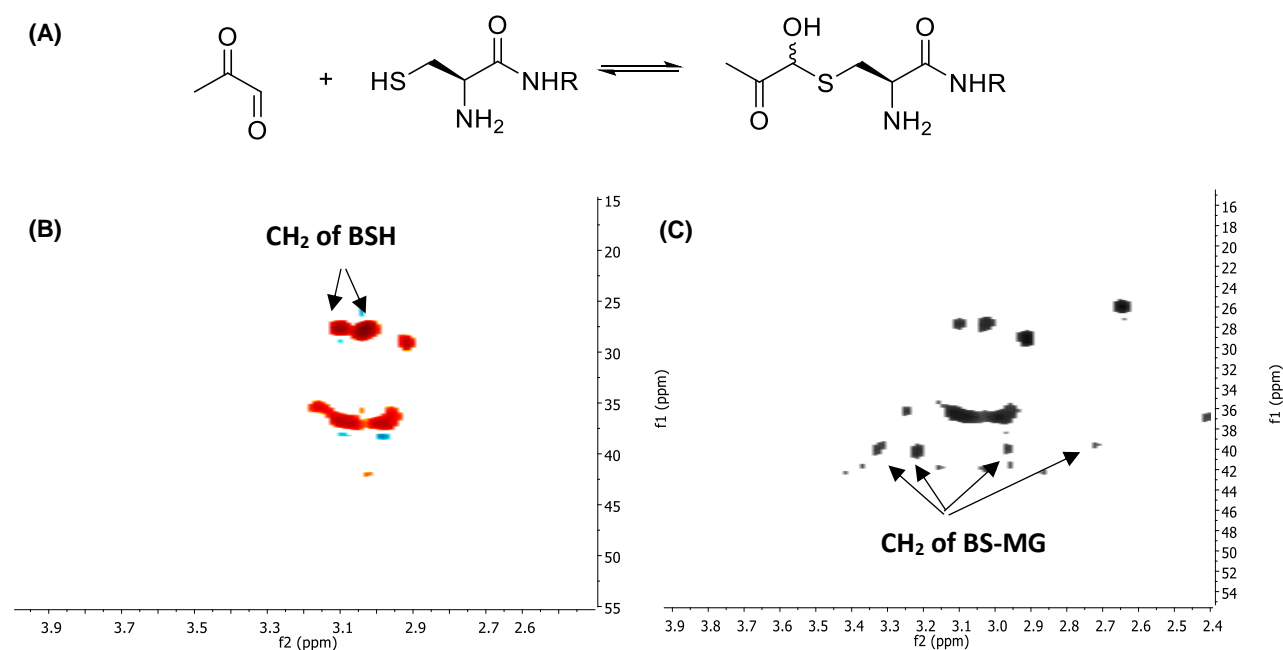 (A)
O
O
+
HS
O
NHR
NH₂
OH
O
S
O
NHR
NH₂
(B)
CH₂ of BSH
15
20
25
30
35
40
45
50
55
f1 (ppm)
3.9 3.7 3.5 3.3 3.1 2.9 2.7 2.6
f2 (ppm)
(C)
CH₂ of BS-MG
16
18
20
22
24
26
28
30
32
34
36
38
40
42
44
46
48
50
52
54
f1 (ppm)
3.9 3.8 3.7 3.6 3.5 3.4 3.3 3.2 3.1 3.0 2.9 2.8 2.7 2.6 2.5 2.4
f2 (ppm)